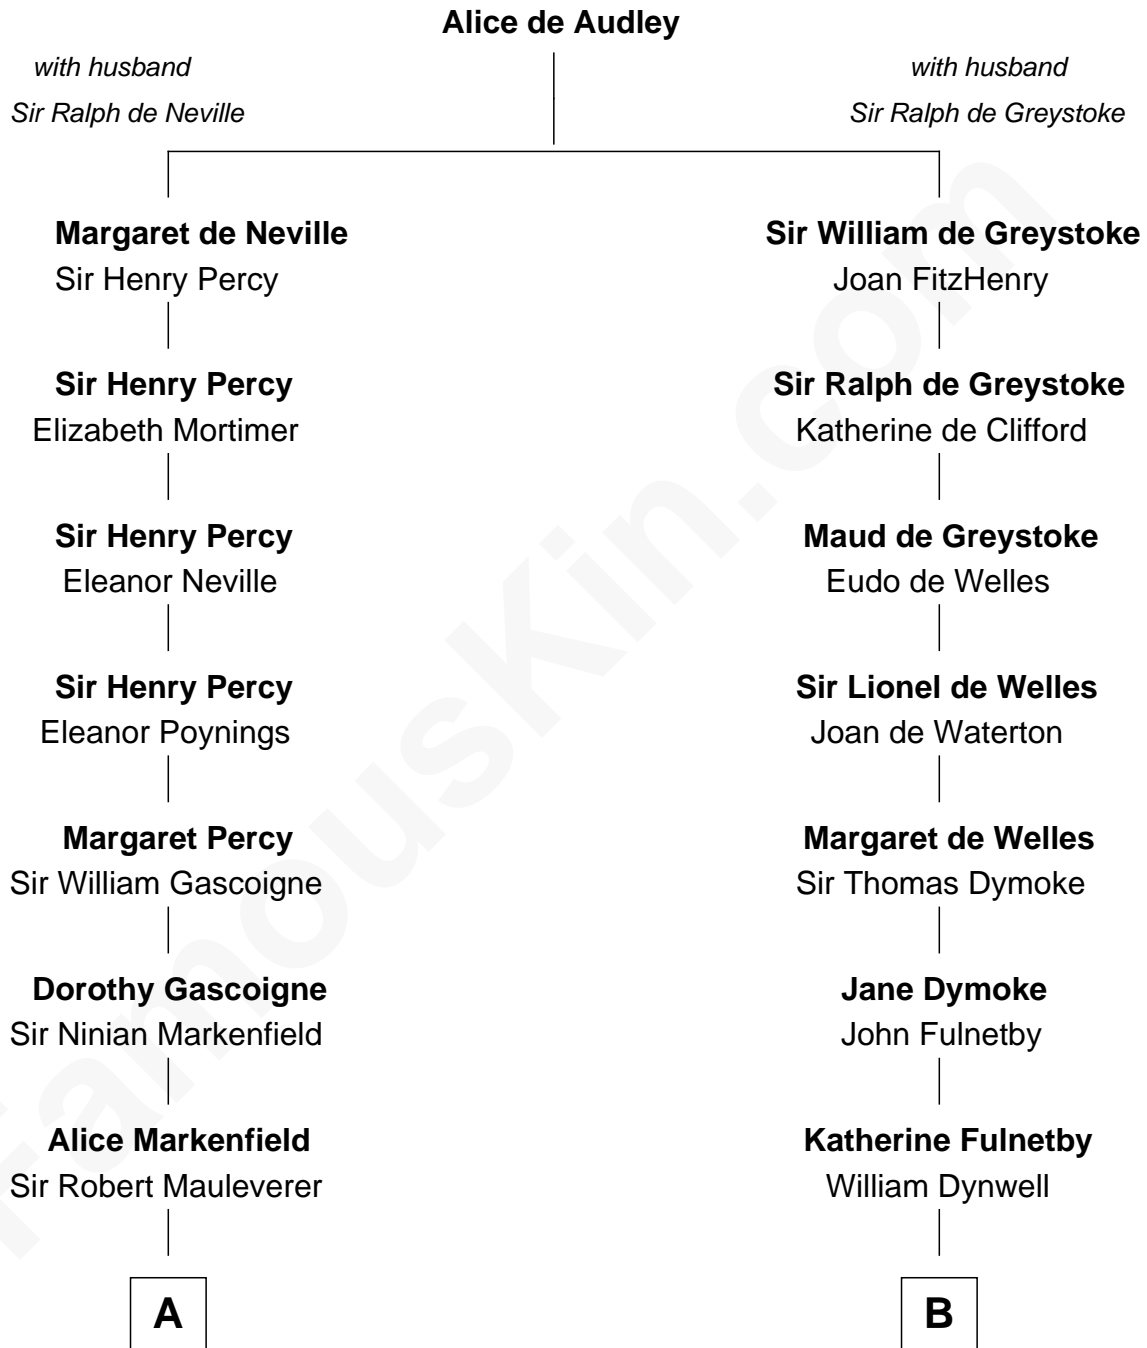 Alice de Audley
with husband
Sir Ralph de Neville
with husband
Sir Ralph de Greystoke
Margaret de Neville
Sir Henry Percy
Sir William de Greystoke
Joan FitzHenry
Sir Henry Percy
Elizabeth Mortimer
Sir Ralph de Greystoke
Katherine de Clifford
Sir Henry Percy
Eleanor Neville
Maud de Greystoke
Eudo de Welles
Sir Henry Percy
Eleanor Poynings
Sir Lionel de Welles
Joan de Waterton
Margaret Percy
Sir William Gascoigne
Margaret de Welles
Sir Thomas Dymoke
Dorothy Gascoigne
Sir Ninian Markenfield
Jane Dymoke
John Fulnetby
Alice Markenfield
Sir Robert Mauleverer
Katherine Fulnetby
William Dynwell
A
B
FamousKin.com